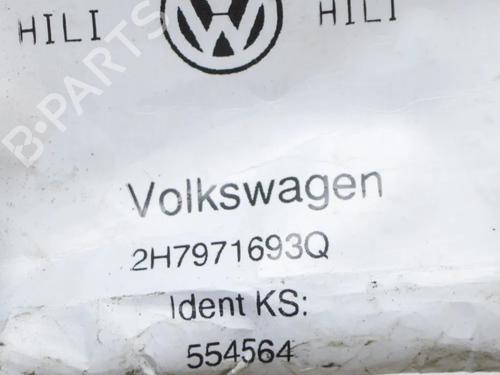 HILI HILI
B-PARTS
Volkswagen
2H7971693Q
Ident KS:
554564